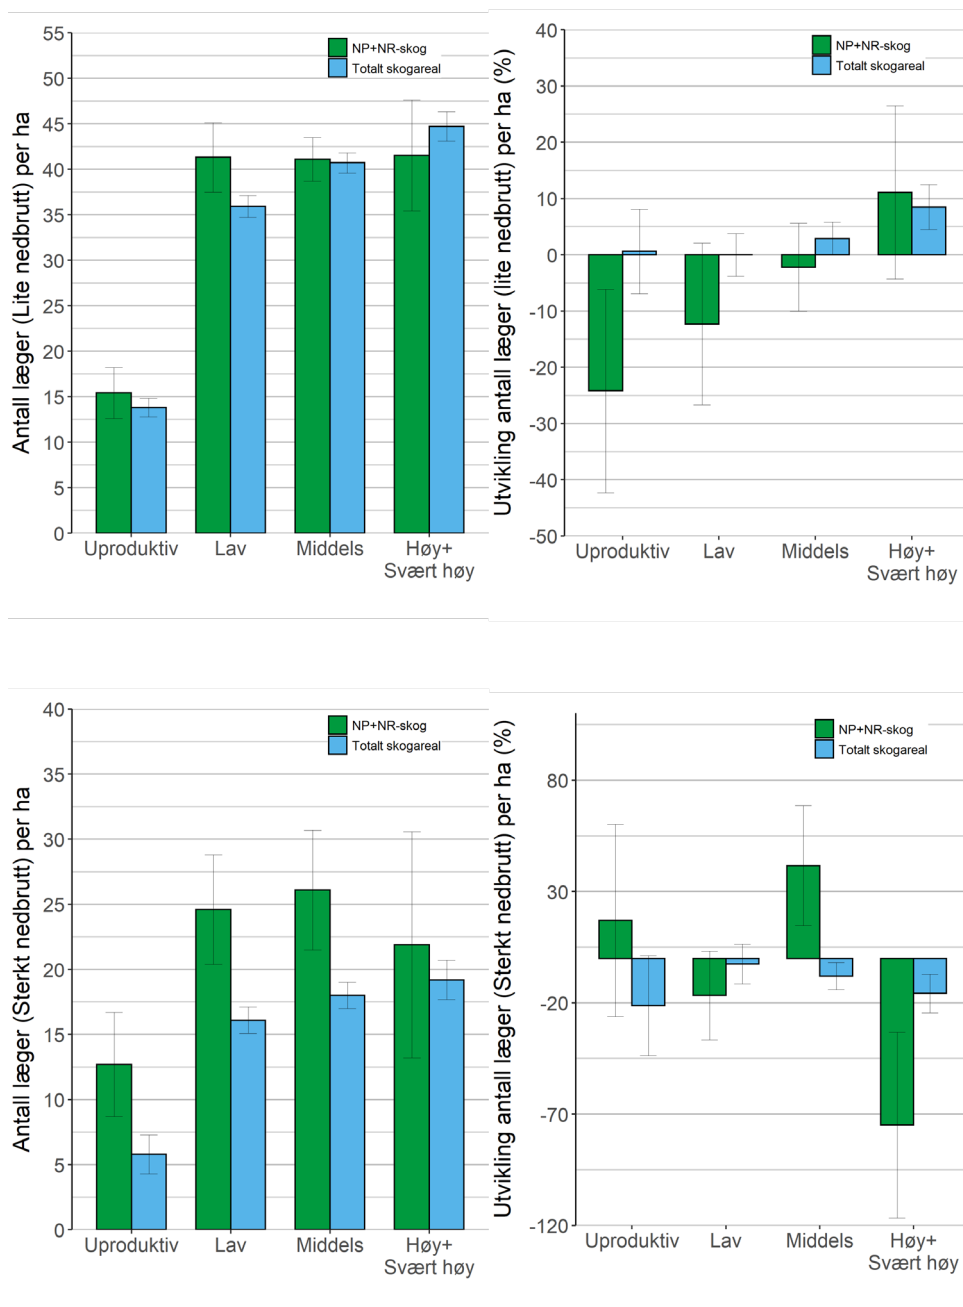 Antall læger (Lite nedbrutt) per ha
55
50
45
40
35
30
25
20
15
10
5
0
NP+NR-skog
Totalt skogareal
Uproduktiv
Lav
Middels
Høy+
Svært høy
Utvikling antall læger (lite nedbrutt) per ha (%)
40
30
20
10
0
-10
-20
-30
-40
-50
NP+NR-skog
Totalt skogareal
Uproduktiv
Lav
Middels
Høy+
Svært høy
Antall læger (Sterkt nedbrutt) per ha
40
35
30
25
20
15
10
5
0
NP+NR-skog
Totalt skogareal
Uproduktiv
Lav
Middels
Høy+
Svært høy
Utvikling antall læger (Sterkt nedbrutt) per ha (%)
80
30
-20
-70
-120
NP+NR-skog
Totalt skogareal
Uproduktiv
Lav
Middels
Høy+
Svært høy